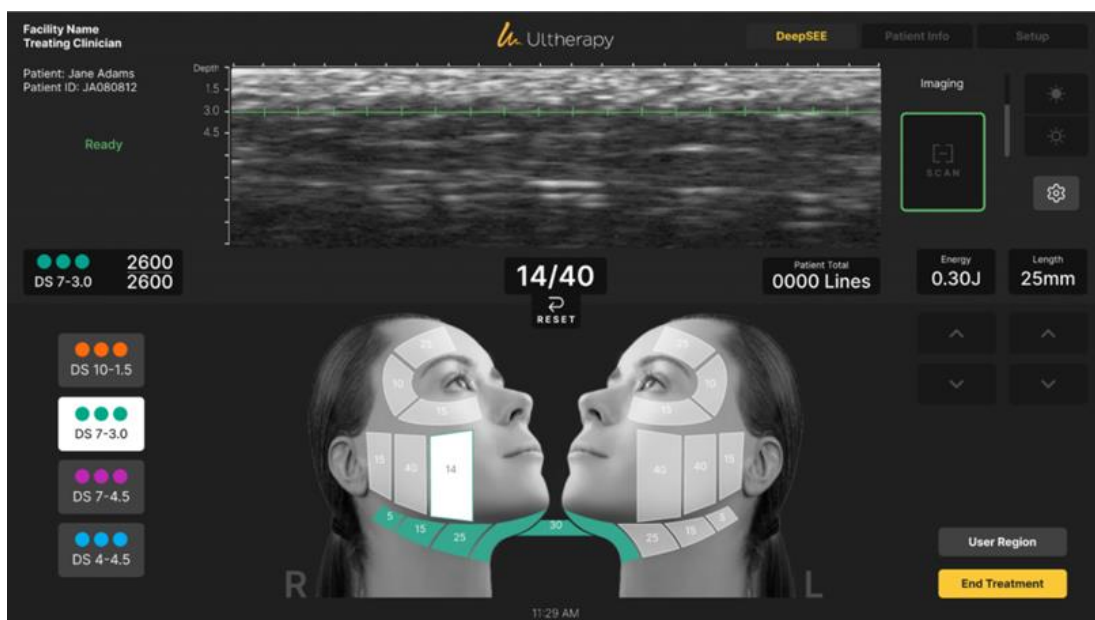 Facility Name
Treating Clinician
Ultherapy
DeepSEE
Patient Info
Setup
Patient: Jane Adams
Patient ID: JA080812
Ready
Depth
1.5
3.0
4.5
Imaging
SCAN
DS 7-3.0
2600
2600
14/40
RESET
Patient Total
0000 Lines
Energy
0.30J
Length
25mm
DS 10-1.5
DS 7-3.0
DS 7-4.5
DS 4-4.5
25
10
15
15
40
14
5
15
25
30
25
10
15
40
40
15
25
15
5
R
L
User Region
End Treatment
11:29 AM